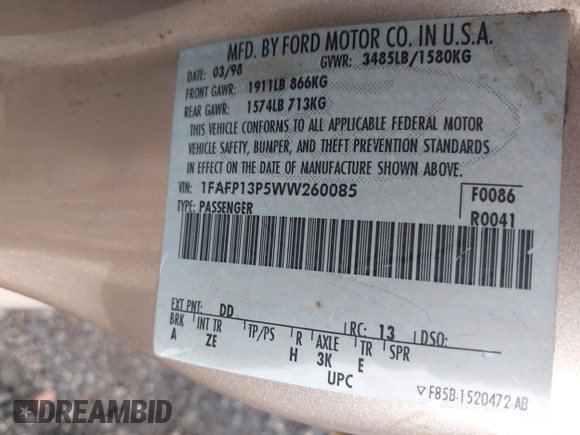 MFD. BY FORD MOTOR CO. IN U.S.A.
DATE: 03/98 GVWR: 3485LB/1580KG
FRONT GAWR: 1911LB 866KG
REAR GAWR: 1574LB 713KG
THIS VEHICLE CONFORMS TO ALL APPLICABLE FEDERAL MOTOR
VEHICLE SAFETY, BUMPER, AND THEFT PREVENTION STANDARDS
IN EFFECT ON THE DATE OF MANUFACTURE SHOWN ABOVE.
VIN: 1FAFP13P5WW260085 F0086
TYPE: PASSENGER R0041
EXT PNT: DD RC: 13 DSO:
BRK INT TR TP/PS R AXLE TR SPR
A ZE H 3K E
UPC
F85B-1520472-AB
DREAMBID